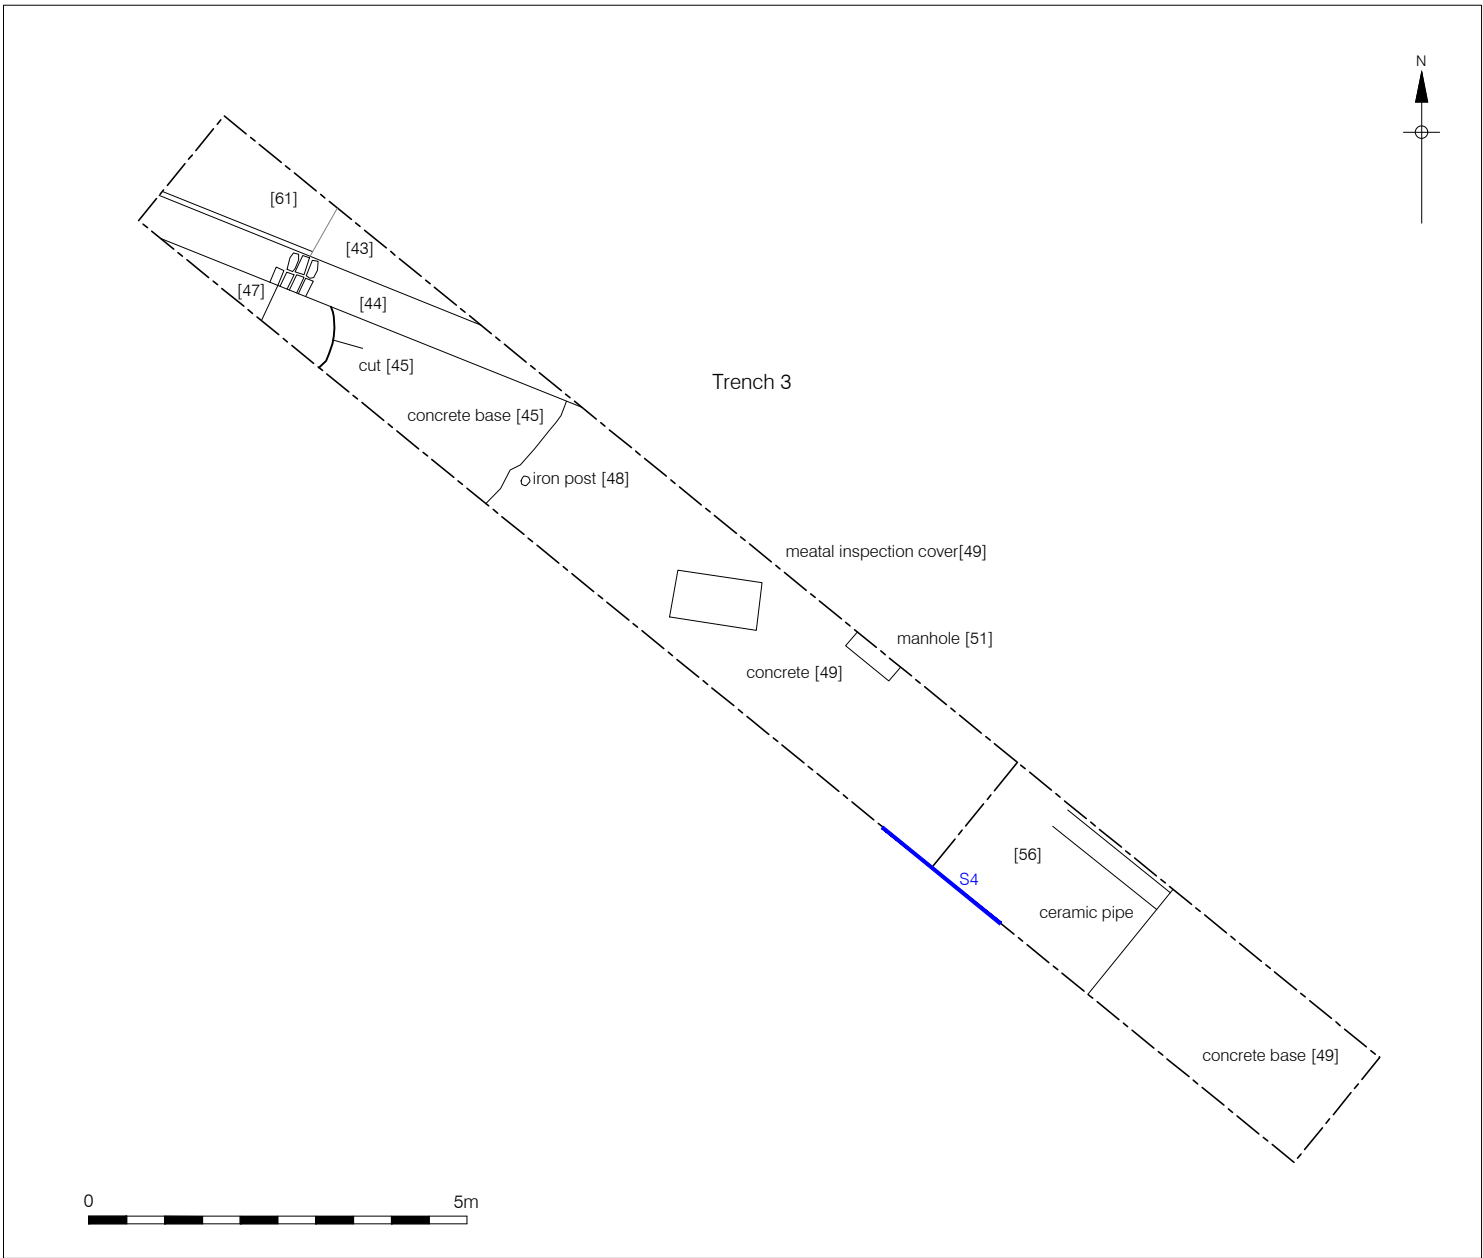 N
[61]
[43]
[47]
[44]
cut [45]
Trench 3
concrete base [45]
iron post [48]
meatal inspection cover[49]
manhole [51]
concrete [49]
[56]
S4
ceramic pipe
concrete base [49]
0 5m